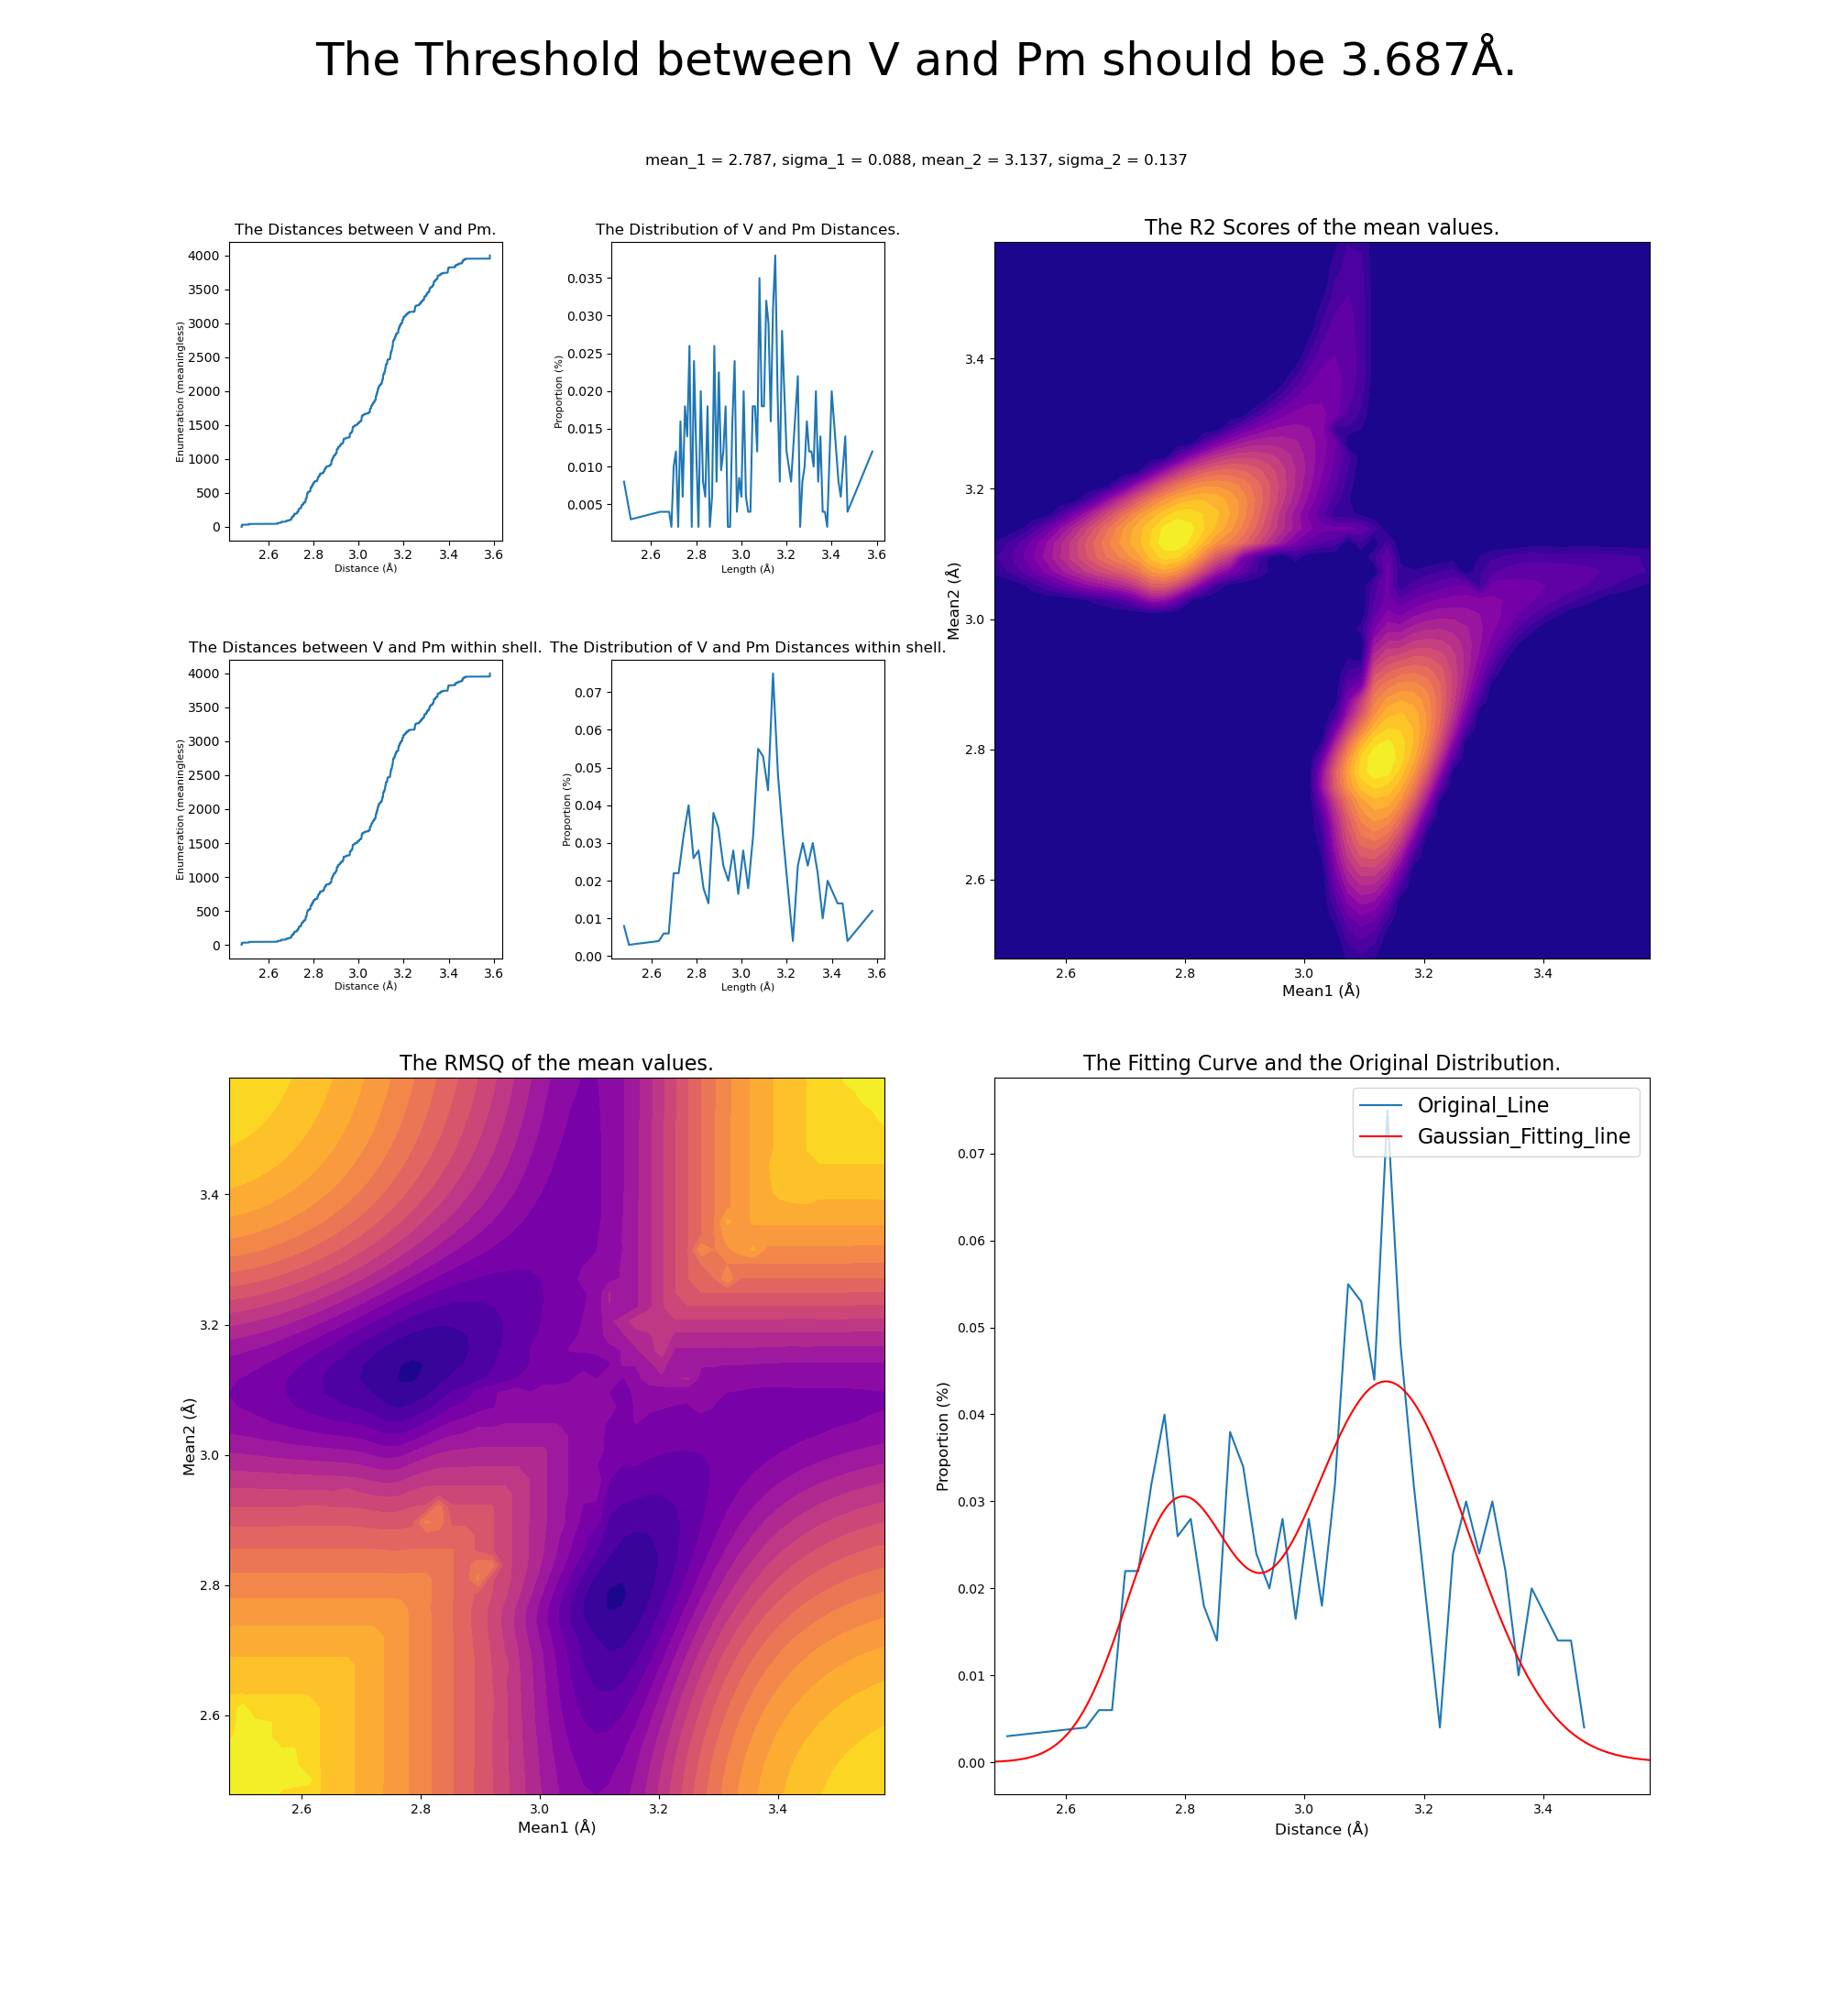 The Threshold between V and Pm should be 3.687Å.
mean_1 = 2.787, sigma_1 = 0.088, mean_2 = 3.137, sigma_2 = 0.137
The Distances between V and Pm.
4000
3500
3000
2500
2000
1500
1000
500
0
Enumeration (meaningless)
2.6 2.8 3.0 3.2 3.4 3.6
Distance (Å)
The Distribution of V and Pm Distances.
0.035
0.030
0.025
0.020
0.015
0.010
0.005
Proportion (%)
2.6 2.8 3.0 3.2 3.4 3.6
Length (Å)
The R2 Scores of the mean values.
3.4
3.2
3.0
2.8
2.6
Mean2 (Å)
2.6 2.8 3.0 3.2 3.4
Mean1 (Å)
The Distances between V and Pm within shell.
4000
3500
3000
2500
2000
1500
1000
500
0
Enumeration (meaningless)
2.6 2.8 3.0 3.2 3.4 3.6
Distance (Å)
The Distribution of V and Pm Distances within shell.
0.07
0.06
0.05
0.04
0.03
0.02
0.01
0.00
Proportion (%)
2.6 2.8 3.0 3.2 3.4 3.6
Length (Å)
The RMSQ of the mean values.
3.4
3.2
3.0
2.8
2.6
Mean2 (Å)
2.6 2.8 3.0 3.2 3.4
Mean1 (Å)
The Fitting Curve and the Original Distribution.
Original_Line
Gaussian_Fitting_line
0.07
0.06
0.05
0.04
0.03
0.02
0.01
0.00
Proportion (%)
2.6 2.8 3.0 3.2 3.4
Distance (Å)